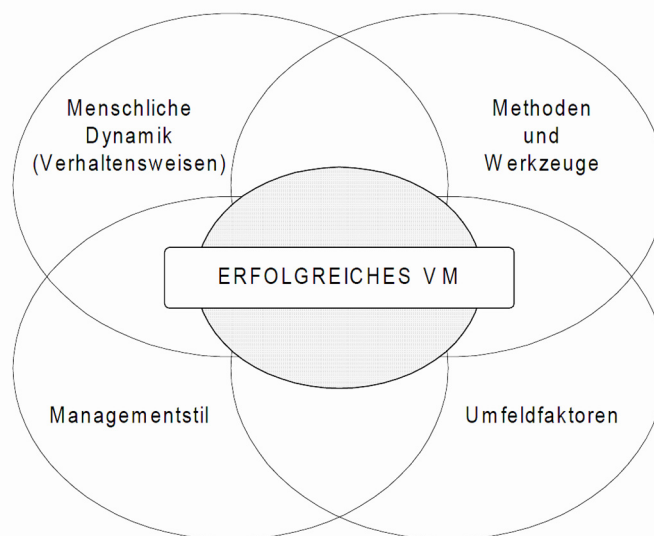 Menschliche
Dynamik
(Verhaltensweisen)
Methoden
und
Werkzeuge
ERFOLGREICHES VM
Managementstil
Umfeldfaktoren